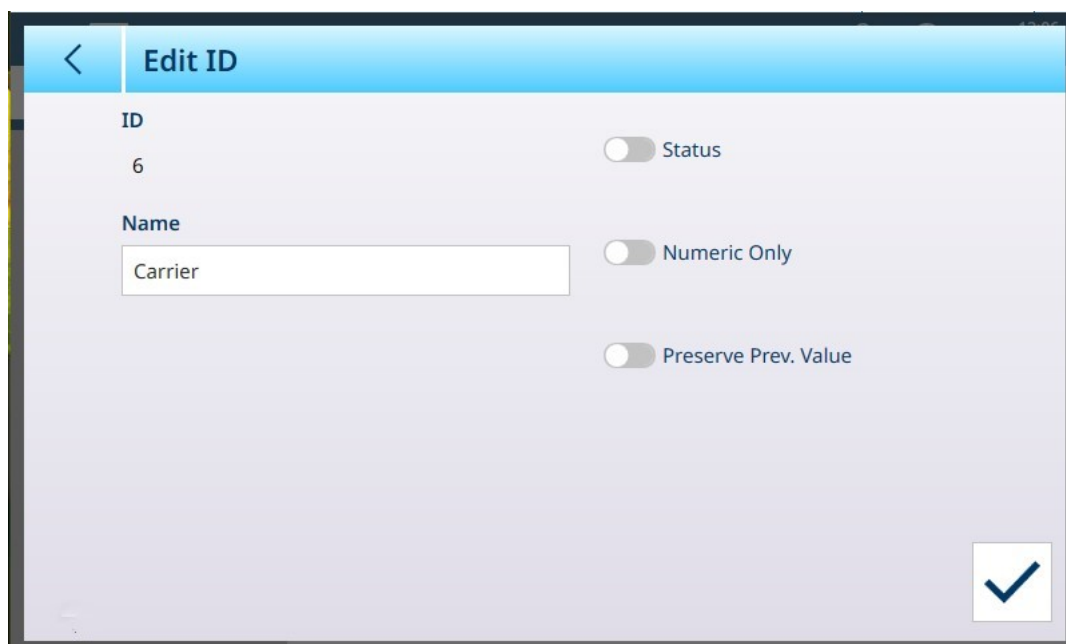 Edit ID
ID
6
Name
Carrier
Status
Numeric Only
Preserve Prev. Value